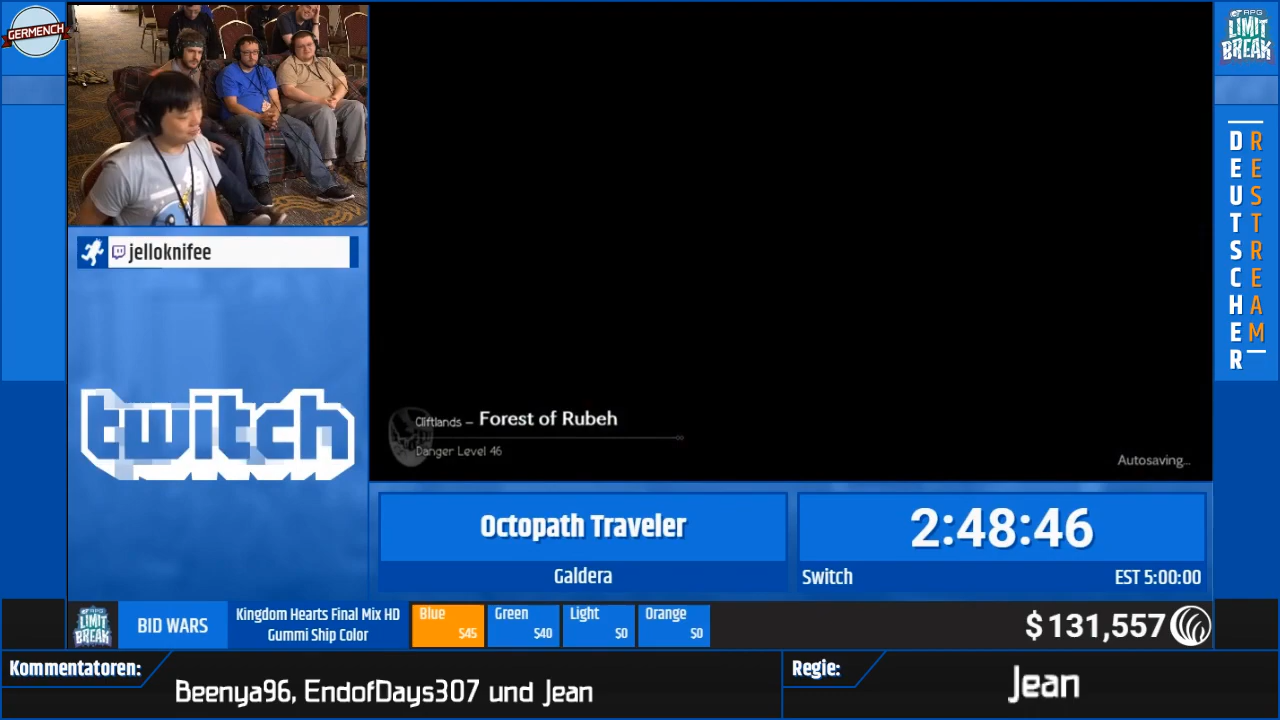 GERMENCH
RPG
LIMIT
BREAK
DEUTSCHER
RESTREAM
jelloknifee
twitch
Cliftlands – Forest of Rubeh
Danger Level 46
Autosaving...
Octopath Traveler
Galdera
2:48:46
Switch
EST 5:00:00
RPG
LIMIT
BREAK
BID WARS
Kingdom Hearts Final Mix HD
Gummi Ship Color
Blue
$45
Green
$40
Light
$0
Orange
$0
$131,557
Kommentatoren:
Beenya96, EndofDays307 und Jean
Regie:
Jean